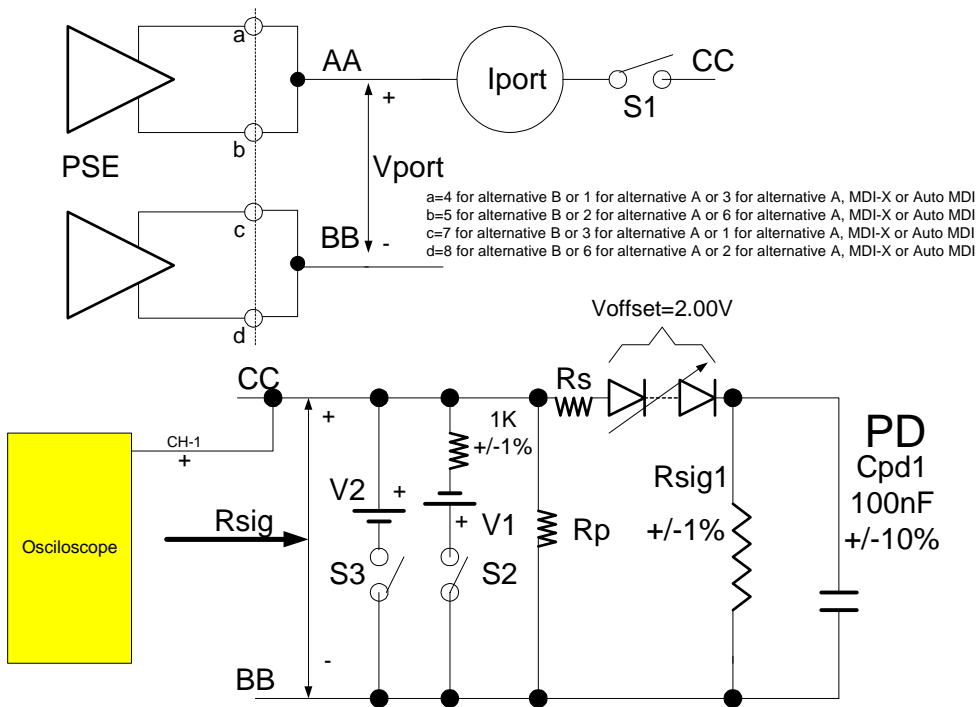 a
AA
Iport
CC
S1
+
b
PSE
Vport
c
BB
-
d
a=4 for alternative B or 1 for alternative A or 3 for alternative A, MDI-X or Auto MDI
b=5 for alternative B or 2 for alternative A or 6 for alternative A, MDI-X or Auto MDI
c=7 for alternative B or 3 for alternative A or 1 for alternative A, MDI-X or Auto MDI
d=8 for alternative B or 6 for alternative A or 2 for alternative A, MDI-X or Auto MDI
Voffset=2.00V
CC
Rs
CH-1
+
+
1K
+/-1%
PD
Cpd1
100nF
+/-10%
Rsig1
+/-1%
V2
+
V1
+
Rsig
Rp
Osciloscope
S3
S2
-
BB